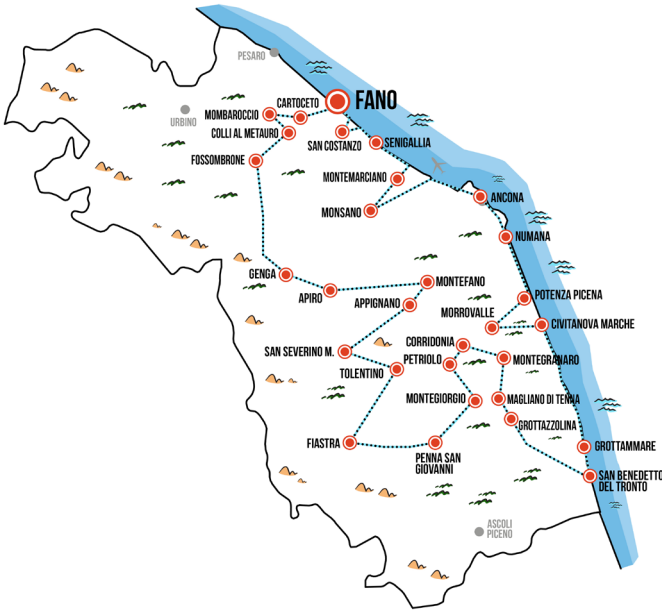 PESARO
FANO
CARTOCETO
MOMBAROCCIO
URBINO
COLLI AL METAURO
SAN COSTANZO
SENIGALLIA
FOSSOMBRONE
MONTEMARCIANO
ANCONA
MONSANO
NUMANA
GENGA
MONTEFANO
APIRO
APPIGNANO
POTENZA PICENA
MORROVALLE
CIVITANOVA MARCHE
CORRIDONIA
SAN SEVERINO M.
PETRIOLO
MONTEGRANARO
TOLENTINO
MONTEGIORGIO
MAGLIANO DI TENNA
GROTTAZZOLINA
FIASTRA
GROTTAMMARE
PENNA SAN
GIOVANNI
SAN BENEDETTO
DEL TRONTO
ASCOLI
PICENO